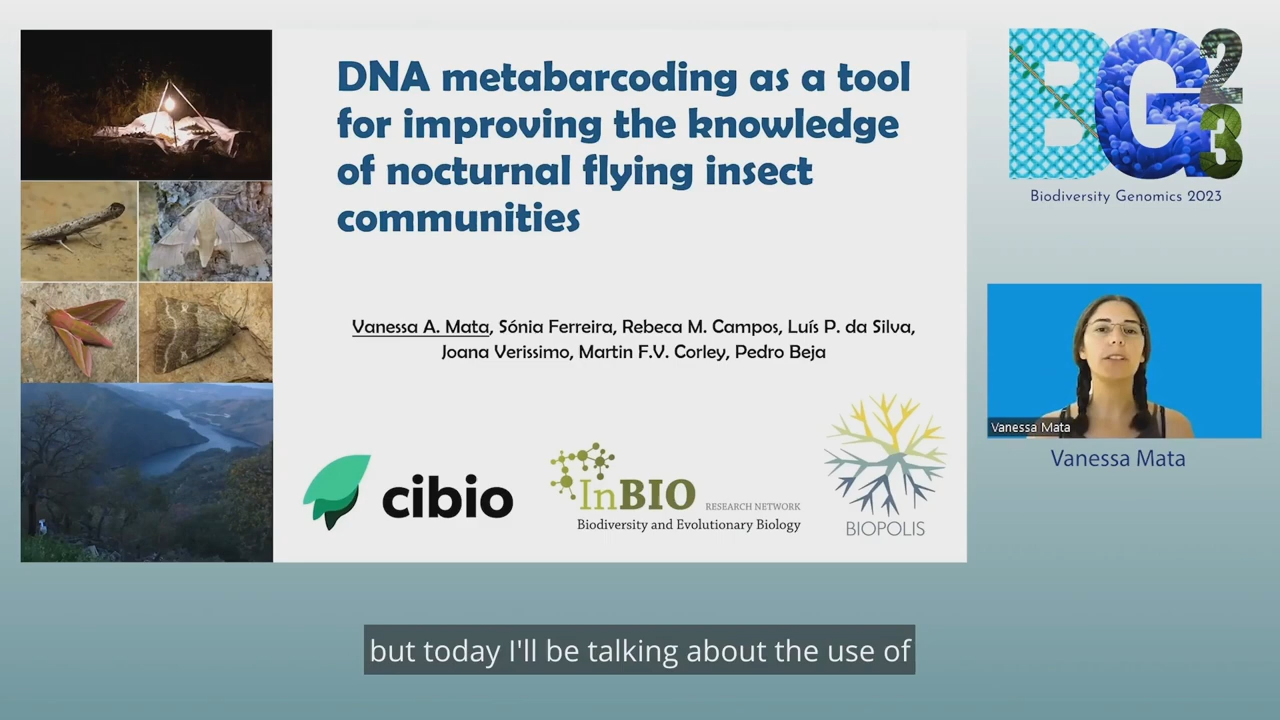 DNA metabarcoding as a tool
for improving the knowledge
of nocturnal flying insect
communities
Vanessa A. Mata, Sónia Ferreira, Rebeca M. Campos, Luís P. da Silva,
Joana Verissimo, Martin F.V. Corley, Pedro Beja
cibio
InBIO RESEARCH NETWORK
Biodiversity and Evolutionary Biology
BIOPOLIS
BG23
Biodiversity Genomics 2023
Vanessa Mata
Vanessa Mata
but today I'll be talking about the use of